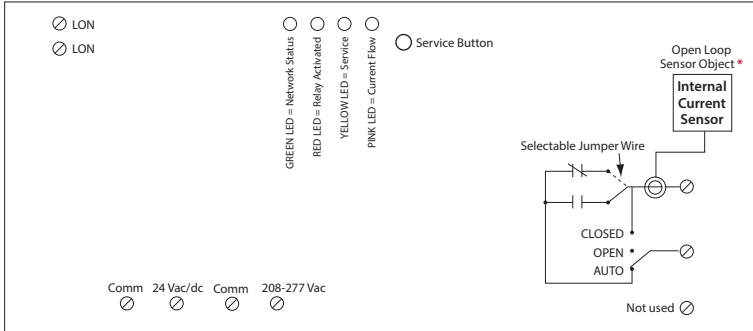 LON
LON
GREEN LED = Network Status
RED LED = Relay Activated
YELLOW LED = Service
PINK LED = Current Flow
Service Button
Open Loop
Sensor Object *
Internal
Current
Sensor
Selectable Jumper Wire
CLOSED
OPEN
AUTO
Comm
24 Vac/dc
Comm
208-277 Vac
Not used